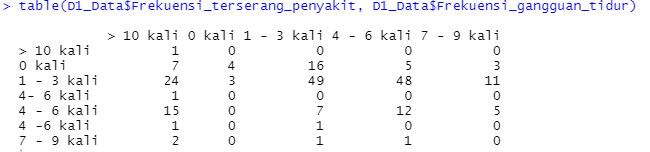 > table(D1_Data$Frekuensi_terserang_penyakit, D1_Data$Frekuensi_gangguan_tidur)
> 10 kali 0 kali 1 - 3 kali 4 - 6 kali 7 - 9 kali
> 10 kali 1 0 0 0 0
0 kali 7 4 16 5 3
1 - 3 kali 24 3 49 48 11
4- 6 kali 1 0 0 0 0
4 - 6 kali 15 0 7 12 5
4 -6 kali 1 0 1 0 0
7 - 9 kali 2 0 1 1 0